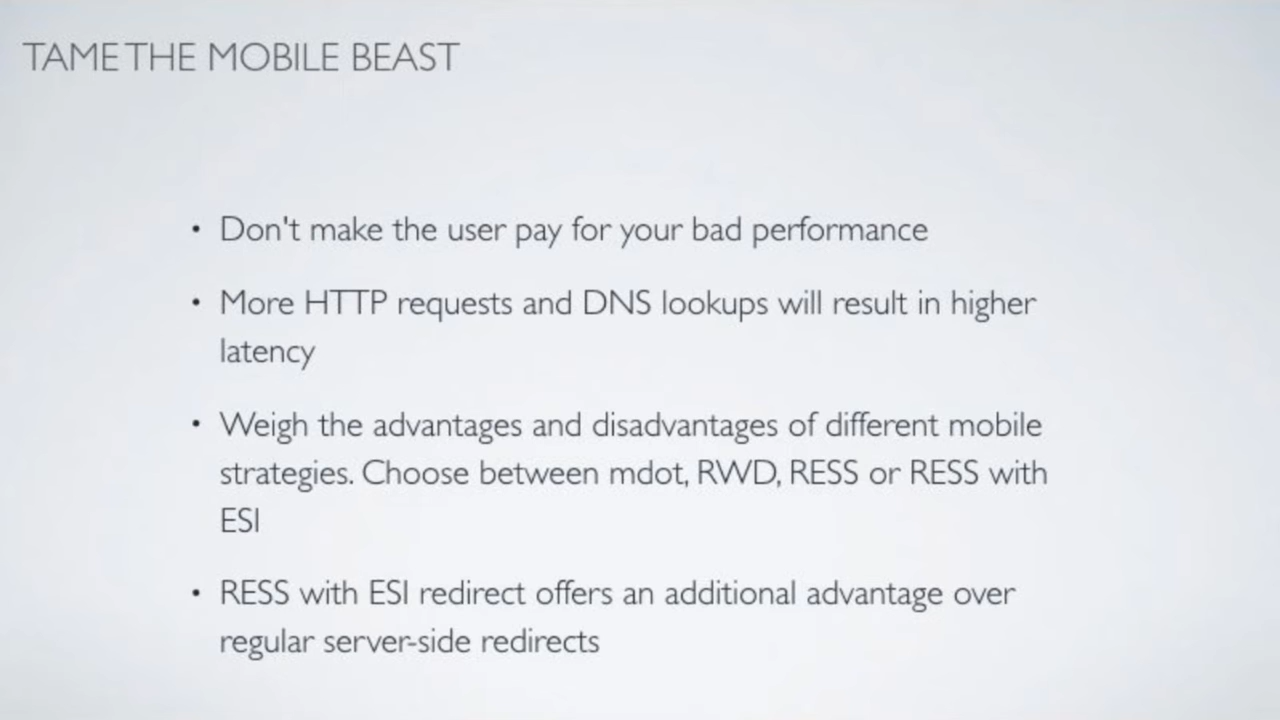 TAME THE MOBILE BEAST
• Don't make the user pay for your bad performance
• More HTTP requests and DNS lookups will result in higher
latency
• Weigh the advantages and disadvantages of different mobile
strategies. Choose between mdot, RWD, RESS or RESS with
ESI
• RESS with ESI redirect offers an additional advantage over
regular server-side redirects